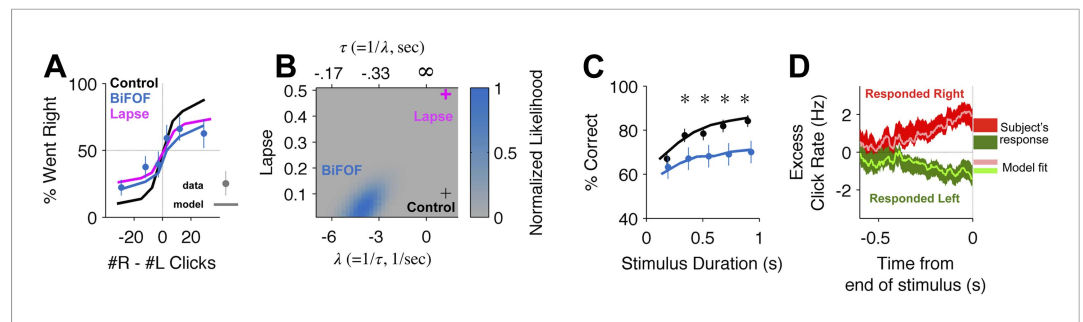 A
Control
BiFOF
Lapse
% Went Right
100
50
0
data
model
-20
0
20
#R - #L Clicks
B
τ (=1/λ, sec)
-.17
-.33
∞
Lapse
0.5
0.4
0.3
0.2
0.1
Lapse
BiFOF
Control
-6
-3
0
λ (=1/τ, 1/sec)
1
0.5
0
Normalized Likelihood
C
% Correct
100
80
60
40
* * * *
0
0.5
1
Stimulus Duration (s)
D
Excess
Click Rate (Hz)
2
0
-2
Responded Right
Responded Left
Subject's
response
Model fit
-0.5
0
Time from
end of stimulus (s)